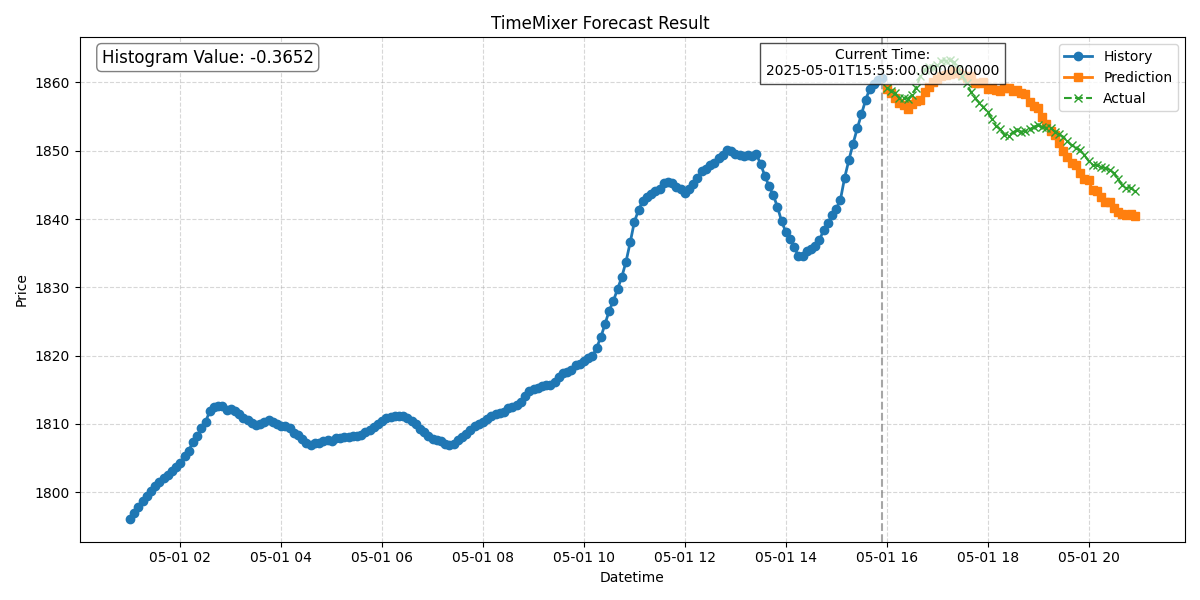 TimeMixer Forecast Result
Histogram Value: -0.3652
Current Time:
2025-05-01T15:55:00.000000000
History
Prediction
Actual
Price
1860
1850
1840
1830
1820
1810
1800
05-01 02
05-01 04
05-01 06
05-01 08
05-01 10
05-01 12
05-01 14
05-01 16
05-01 18
05-01 20
Datetime